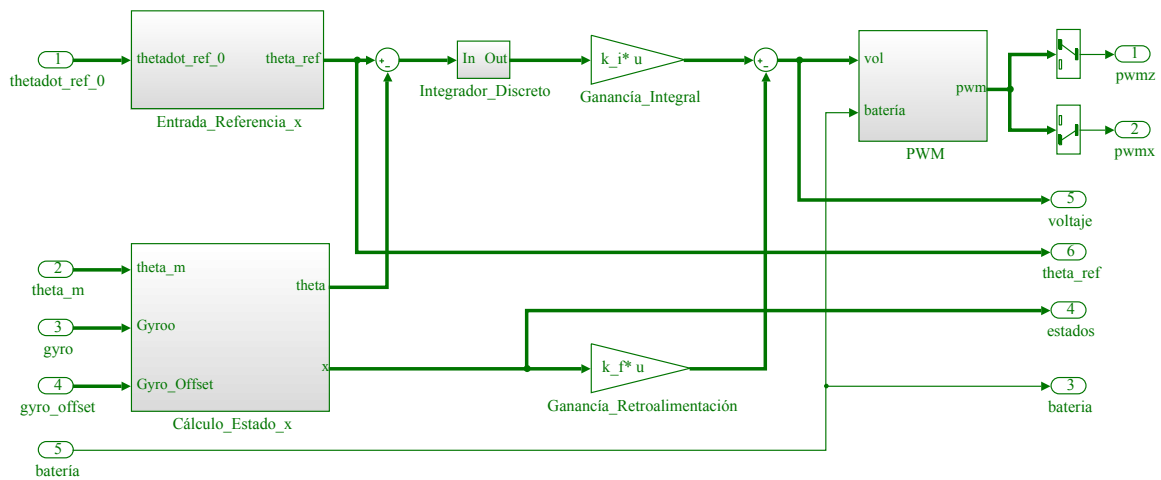 1
thetadot_ref_0
thetadot_ref_0
theta_ref
Entrada_Referencia_x
+
-
In Out
Integrador_Discreto
k_i* u
Ganancía_Integral
+
-
vol
batería
pwm
PWM
1
pwmz
2
pwmx
5
voltaje
6
theta_ref
2
theta_m
3
gyro
4
gyro_offset
theta_m
Gyroo
Gyro_Offset
theta
x
Cálculo_Estado_x
k_f* u
Ganancía_Retroalimentación
4
estados
3
bateria
5
batería